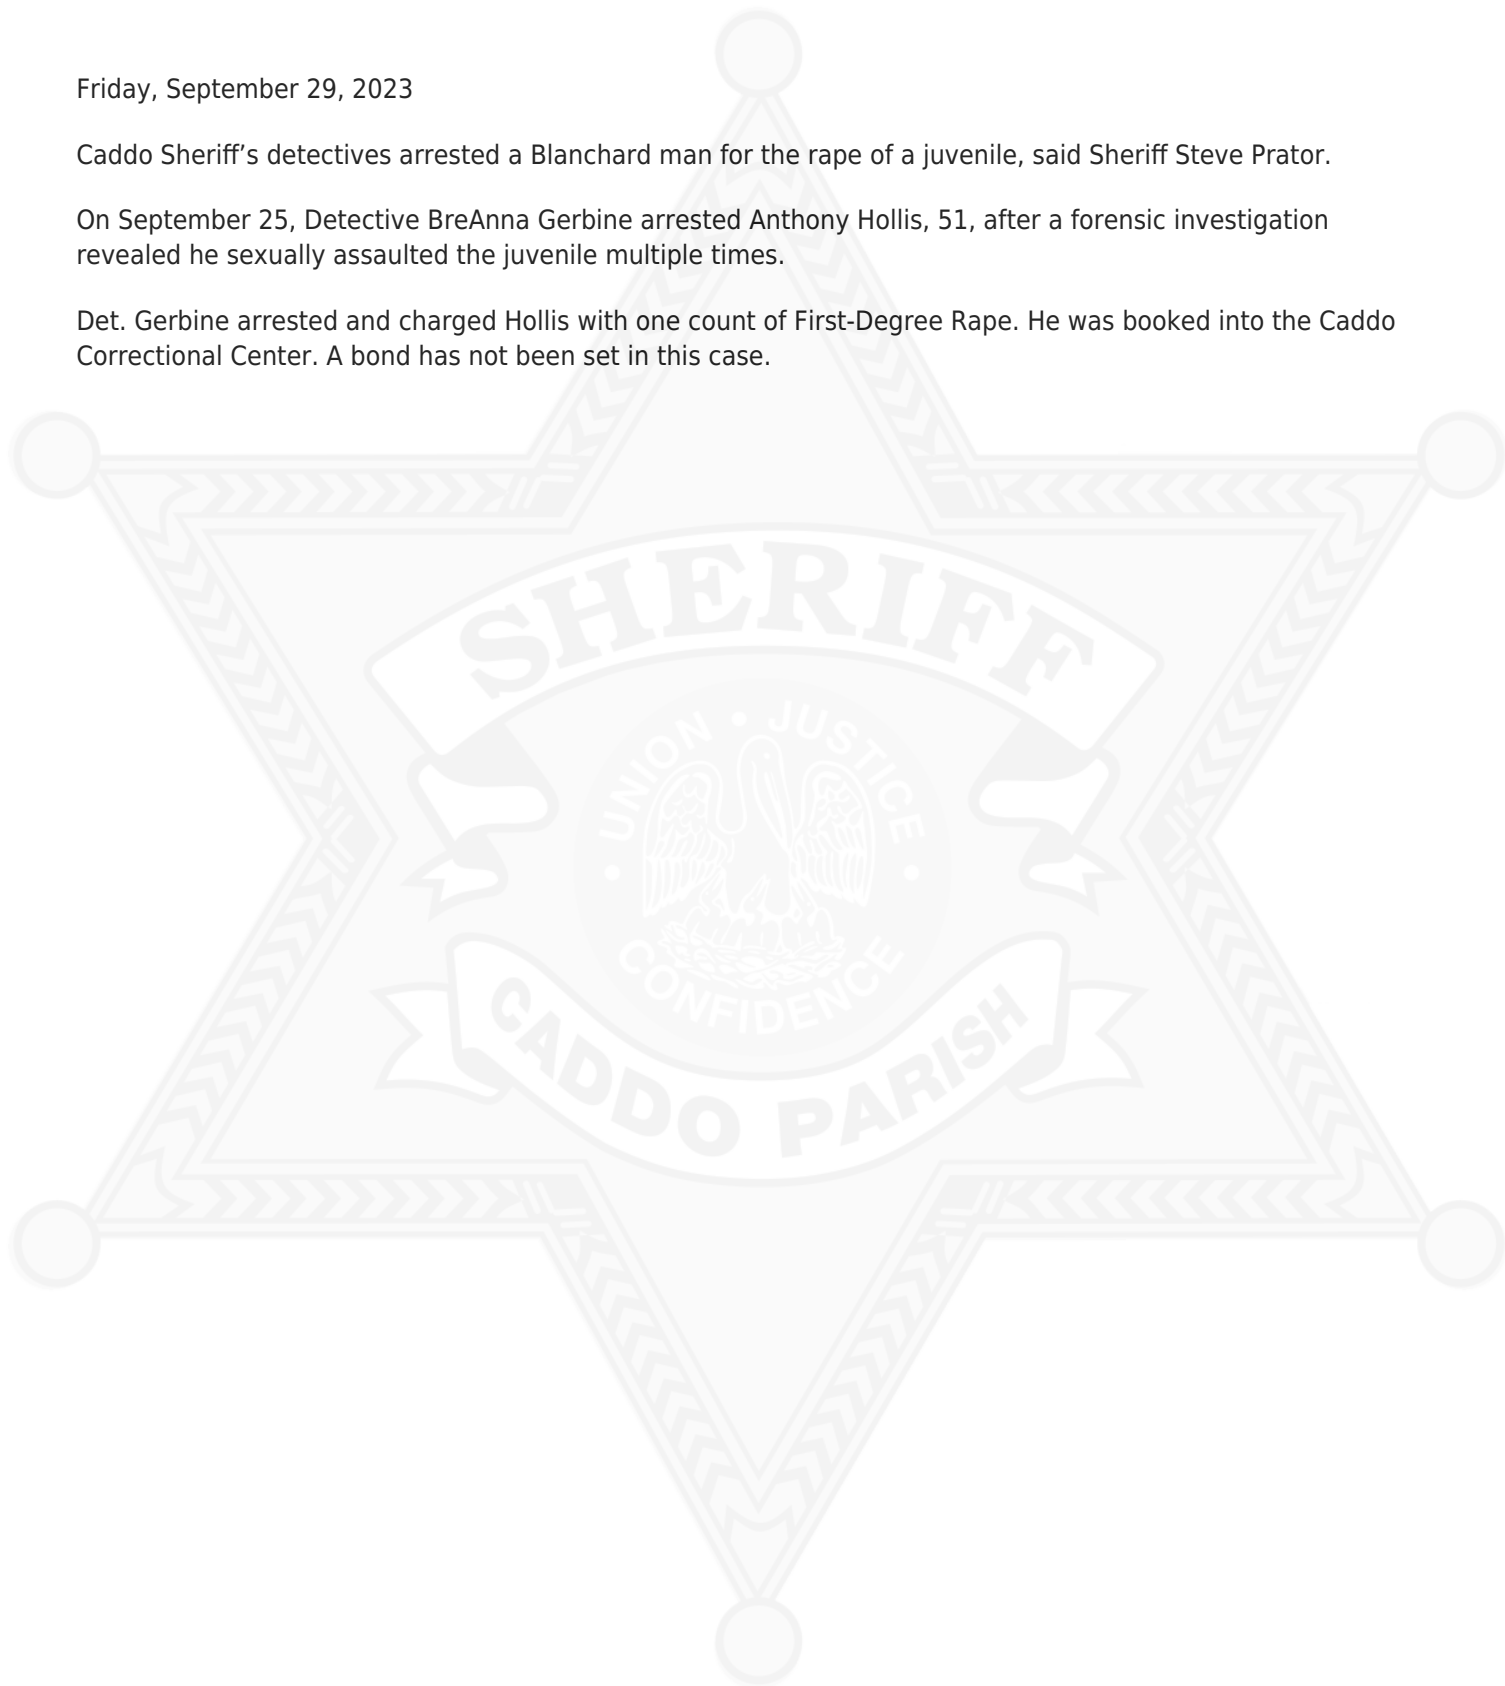 Friday, September 29, 2023
Caddo Sheriff’s detectives arrested a Blanchard man for the rape of a juvenile, said Sheriff Steve Prator.
On September 25, Detective BreAnna Gerbine arrested Anthony Hollis, 51, after a forensic investigation
revealed he sexually assaulted the juvenile multiple times.
Det. Gerbine arrested and charged Hollis with one count of First-Degree Rape. He was booked into the Caddo
Correctional Center. A bond has not been set in this case.
SHERIFF
UNION • JUSTICE
• CONFIDENCE •
CADDO PARISH